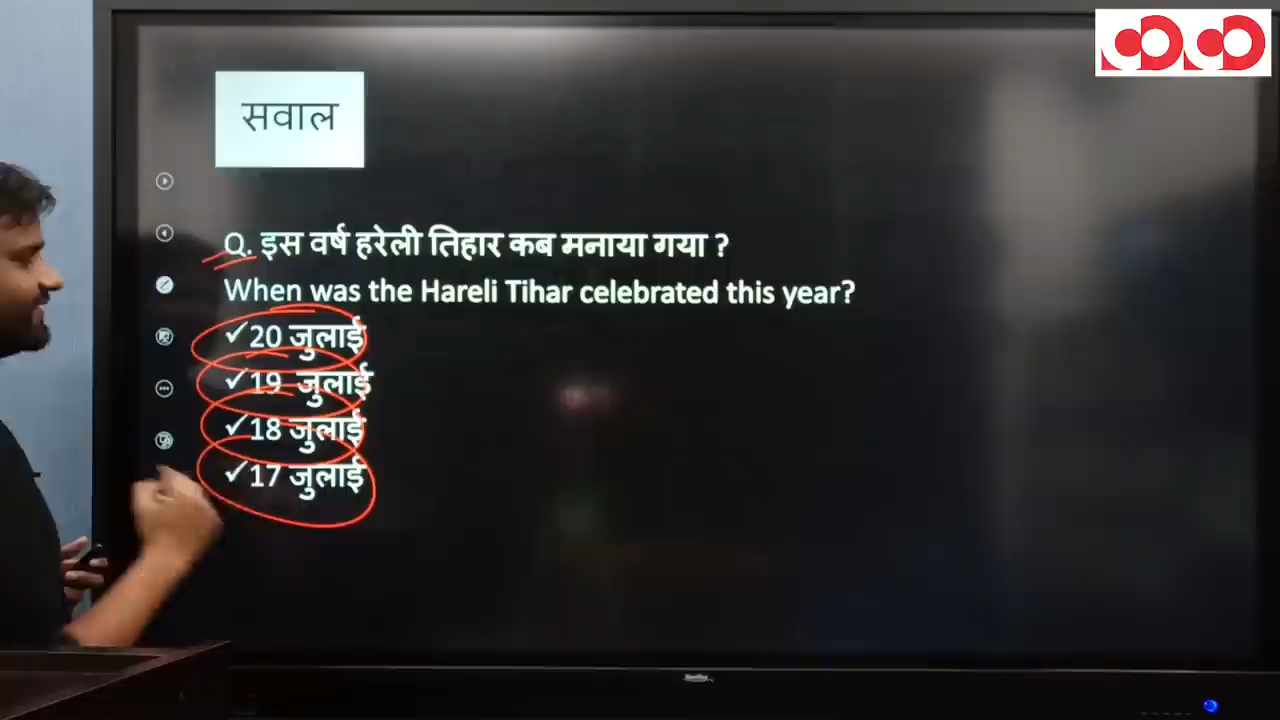 सवाल
Q. इस वर्ष हरेली तिहार कब मनाया गया ?
When was the Hareli Tihar celebrated this year?
✓20 जुलाई
✓19 जुलाई
✓18 जुलाई
✓17 जुलाई